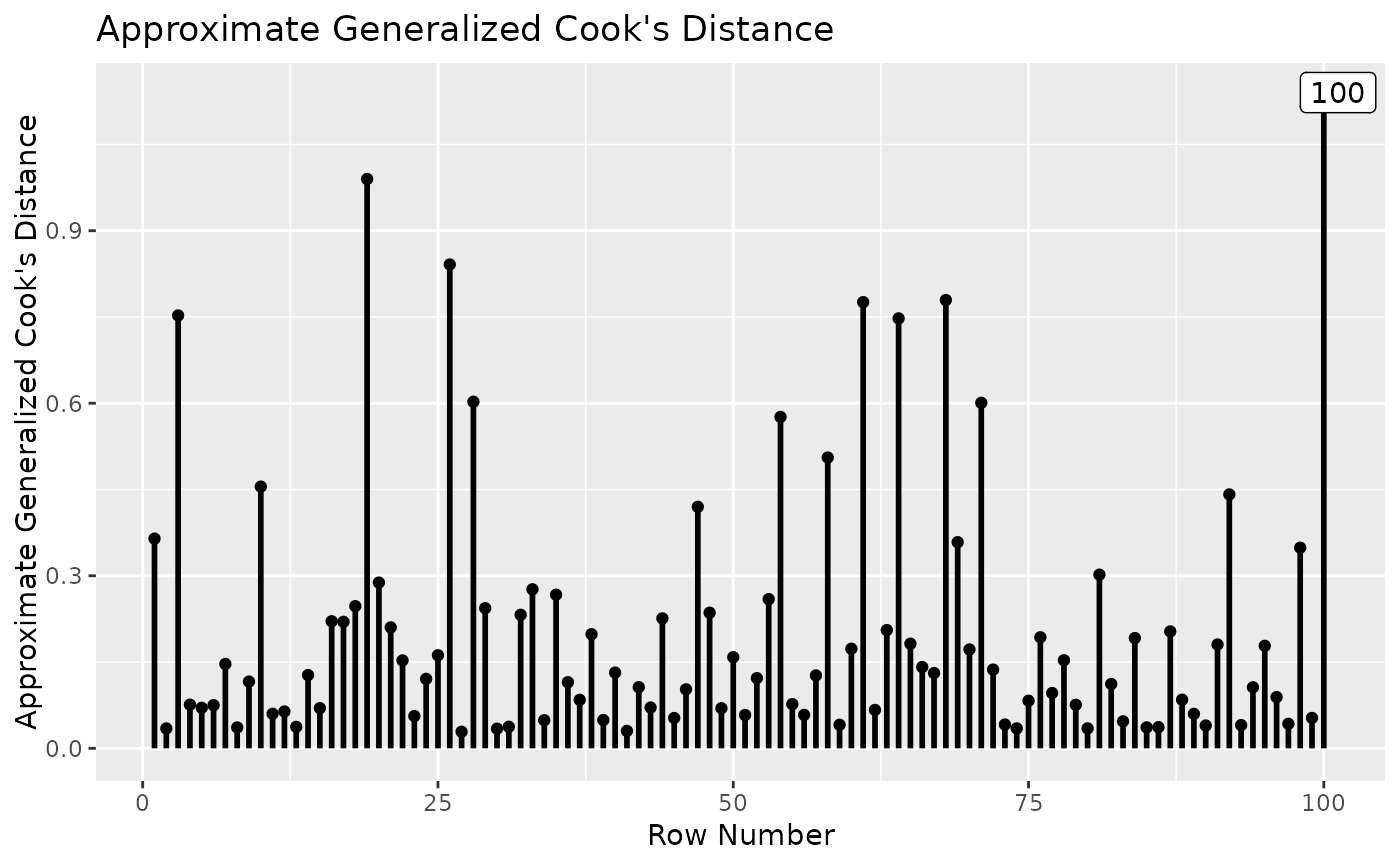 Approximate Generalized Cook's Distance
100
Approximate Generalized Cook's Distance
0.9
0.6
0.3
0.0
0 25 50 75 100
Row Number